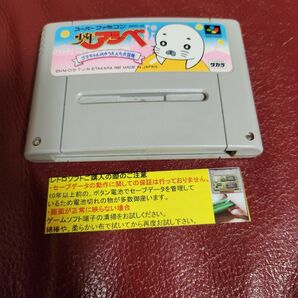 スーパーファミコン
少年アシベ
タカラ
レトロソフトご購入の際のご注意
・セーブデータの動作に関しての保証は行っておりません。
10年以上前の、ボタン電池でセーブデータを管理して
いるため電池切れの物が多数御座います。
・画面が正常に映らない場合
ゲームソフト端子の清掃をお試しください。
綿棒や、柔らかい布で拭いてから再度お試し下さい。